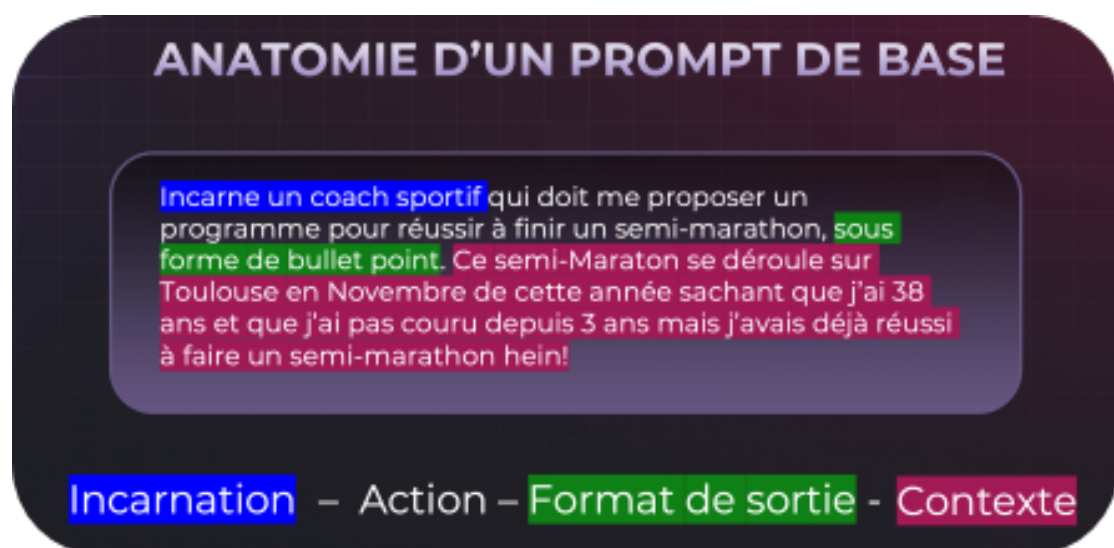 ANATOMIE D’UN PROMPT DE BASE
Incarne un coach sportif qui doit me proposer un
programme pour réussir à finir un semi-marathon, sous
forme de bullet point. Ce semi-Maraton se déroule sur
Toulouse en Novembre de cette année sachant que j’ai 38
ans et que j’ai pas couru depuis 3 ans mais j’avais déjà réussi
à faire un semi-marathon hein!
Incarnation – Action – Format de sortie - Contexte